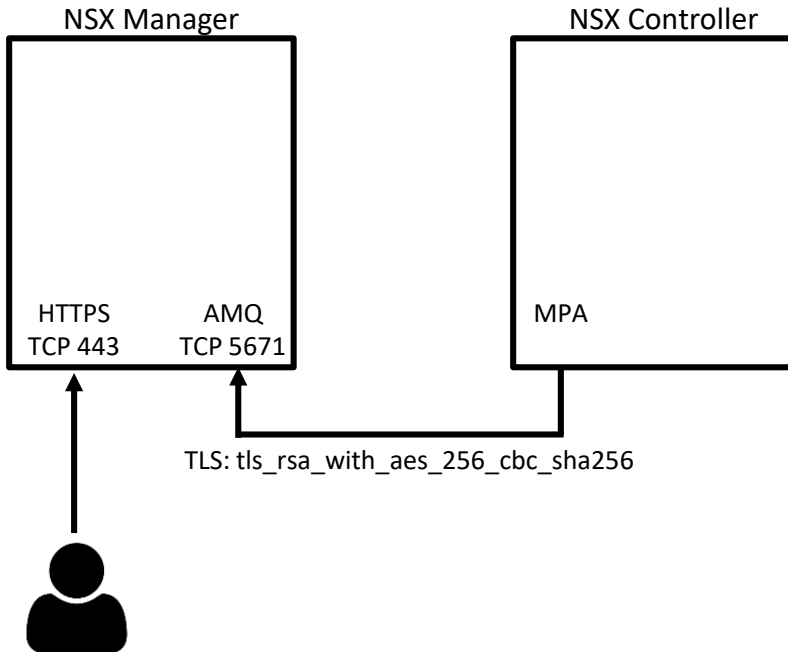 NSX Manager
NSX Controller
HTTPS
TCP 443
AMQ
TCP 5671
MPA
TLS: tls_rsa_with_aes_256_cbc_sha256